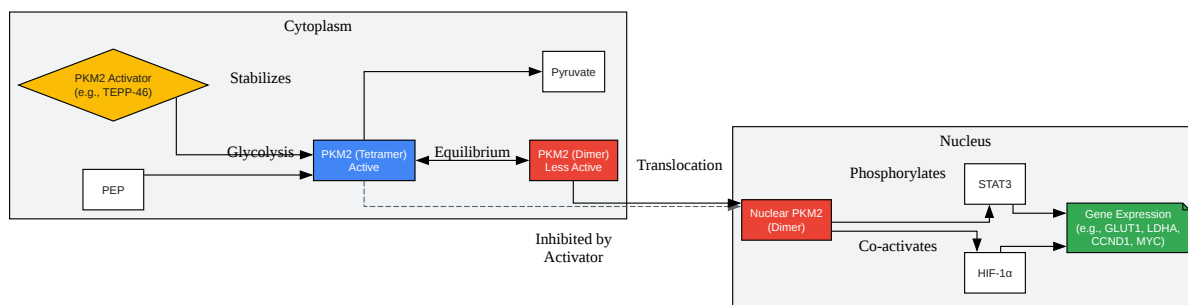 Cytoplasm
PKM2 Activator
(e.g., TEPP-46)
Stabilizes
Pyruvate
Glycolysis
PKM2 (Tetramer)
Active
Equilibrium
PKM2 (Dimer)
Less Active
PEP
Translocation
Inhibited by
Activator
Nucleus
Phosphorylates
STAT3
Nuclear PKM2
(Dimer)
Gene Expression
(e.g., GLUT1, LDHA,
CCND1, MYC)
Co-activates
HIF-1α